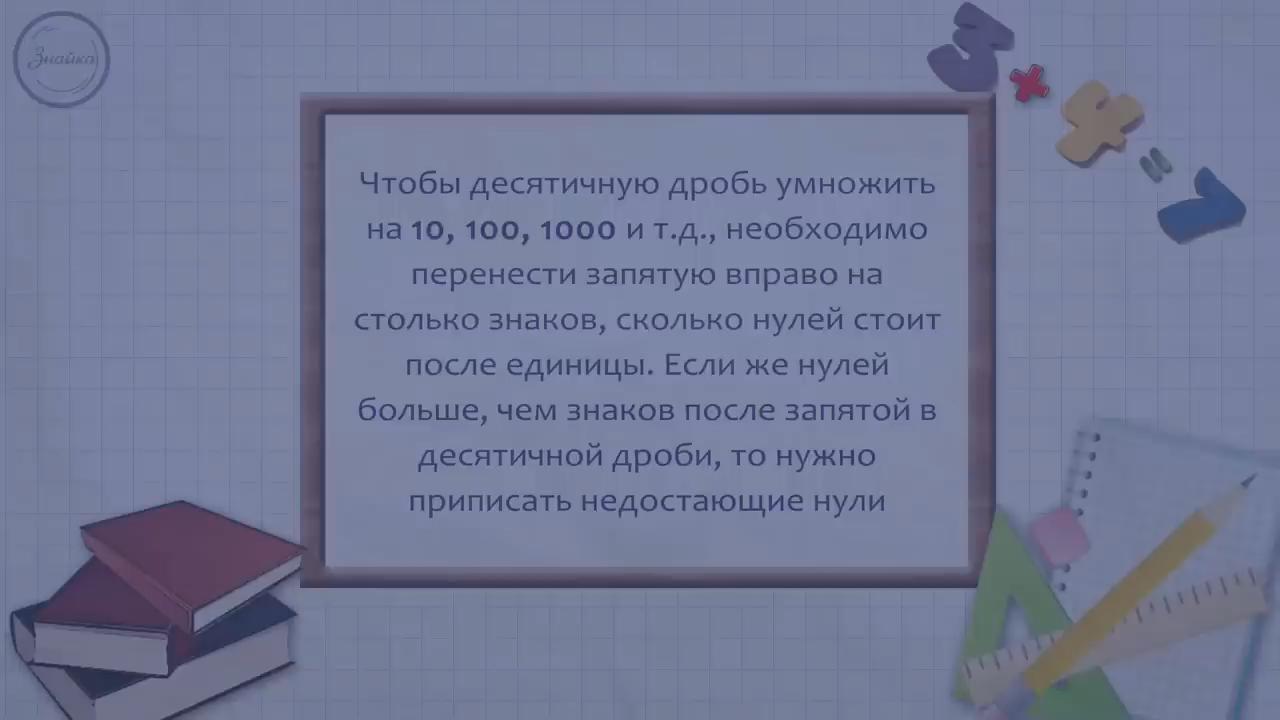 Знайка
Чтобы десятичную дробь умножить
на 10, 100, 1000 и т.д., необходимо
перенести запятую вправо на
столько знаков, сколько нулей стоит
после единицы. Если же нулей
больше, чем знаков после запятой в
десятичной дроби, то нужно
приписать недостающие нули